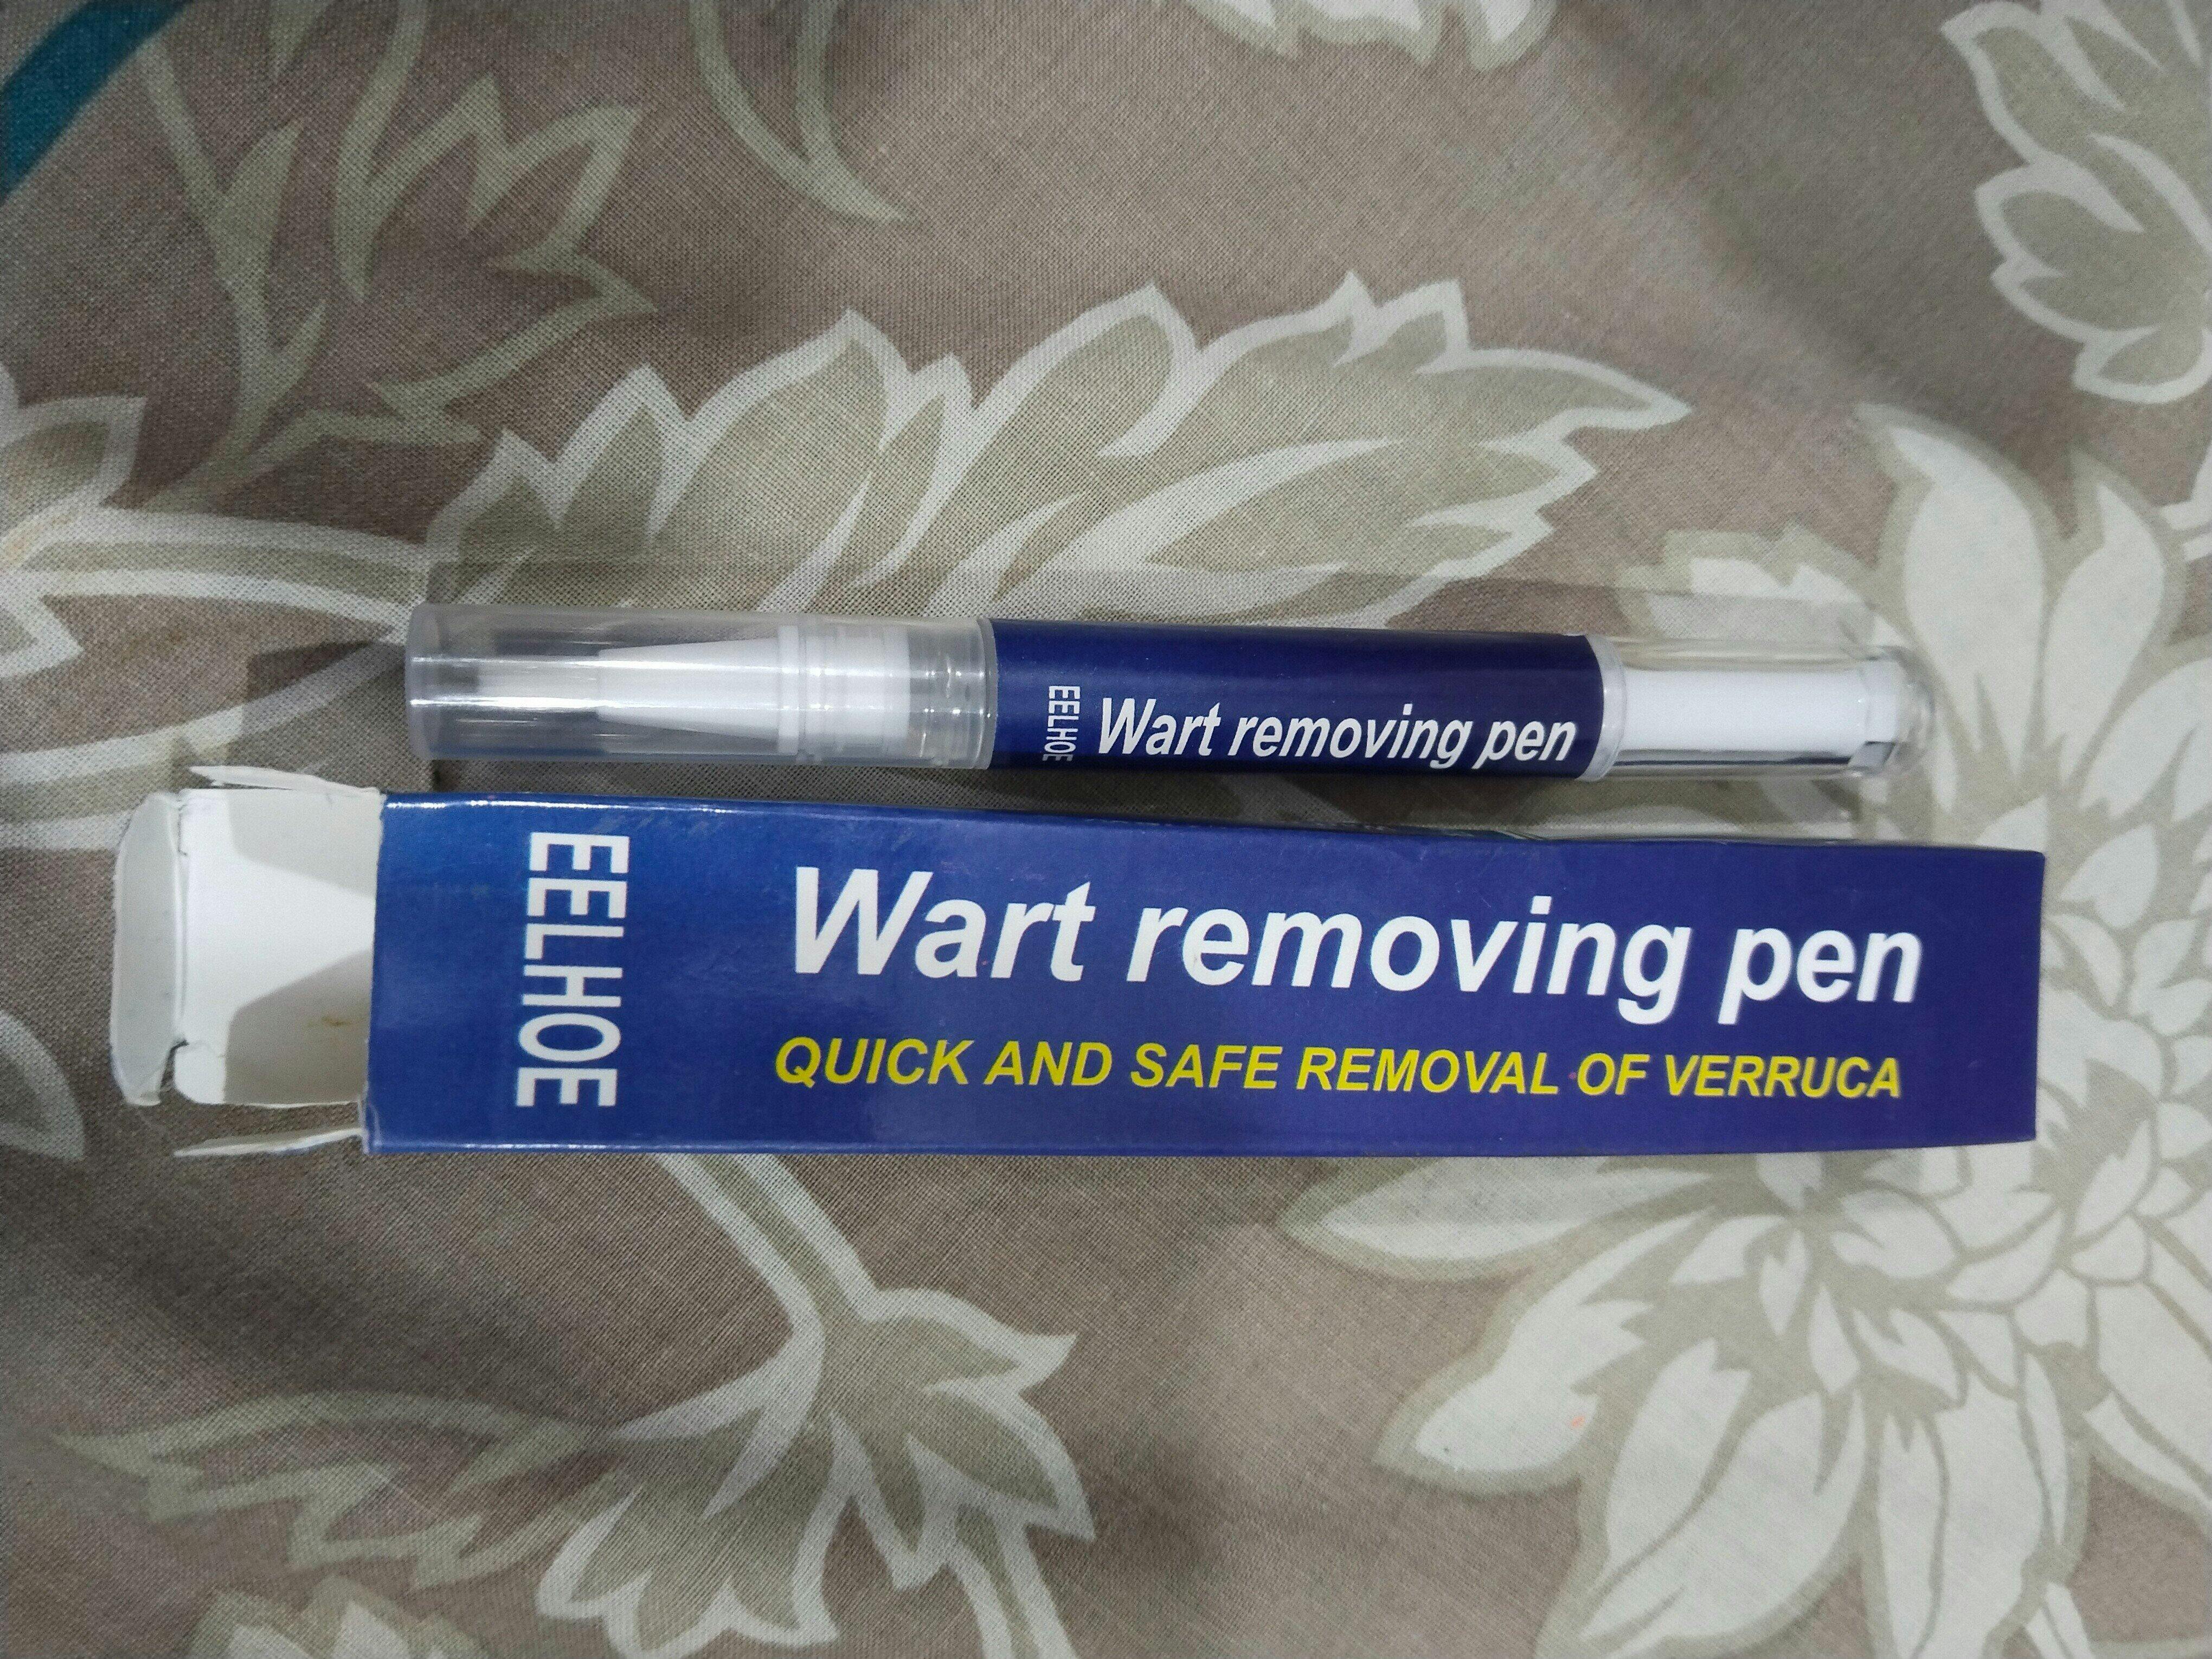 EELHOE
Wart removing pen
EELHOE
Wart removing pen
QUICK AND SAFE REMOVAL OF VERRUCA